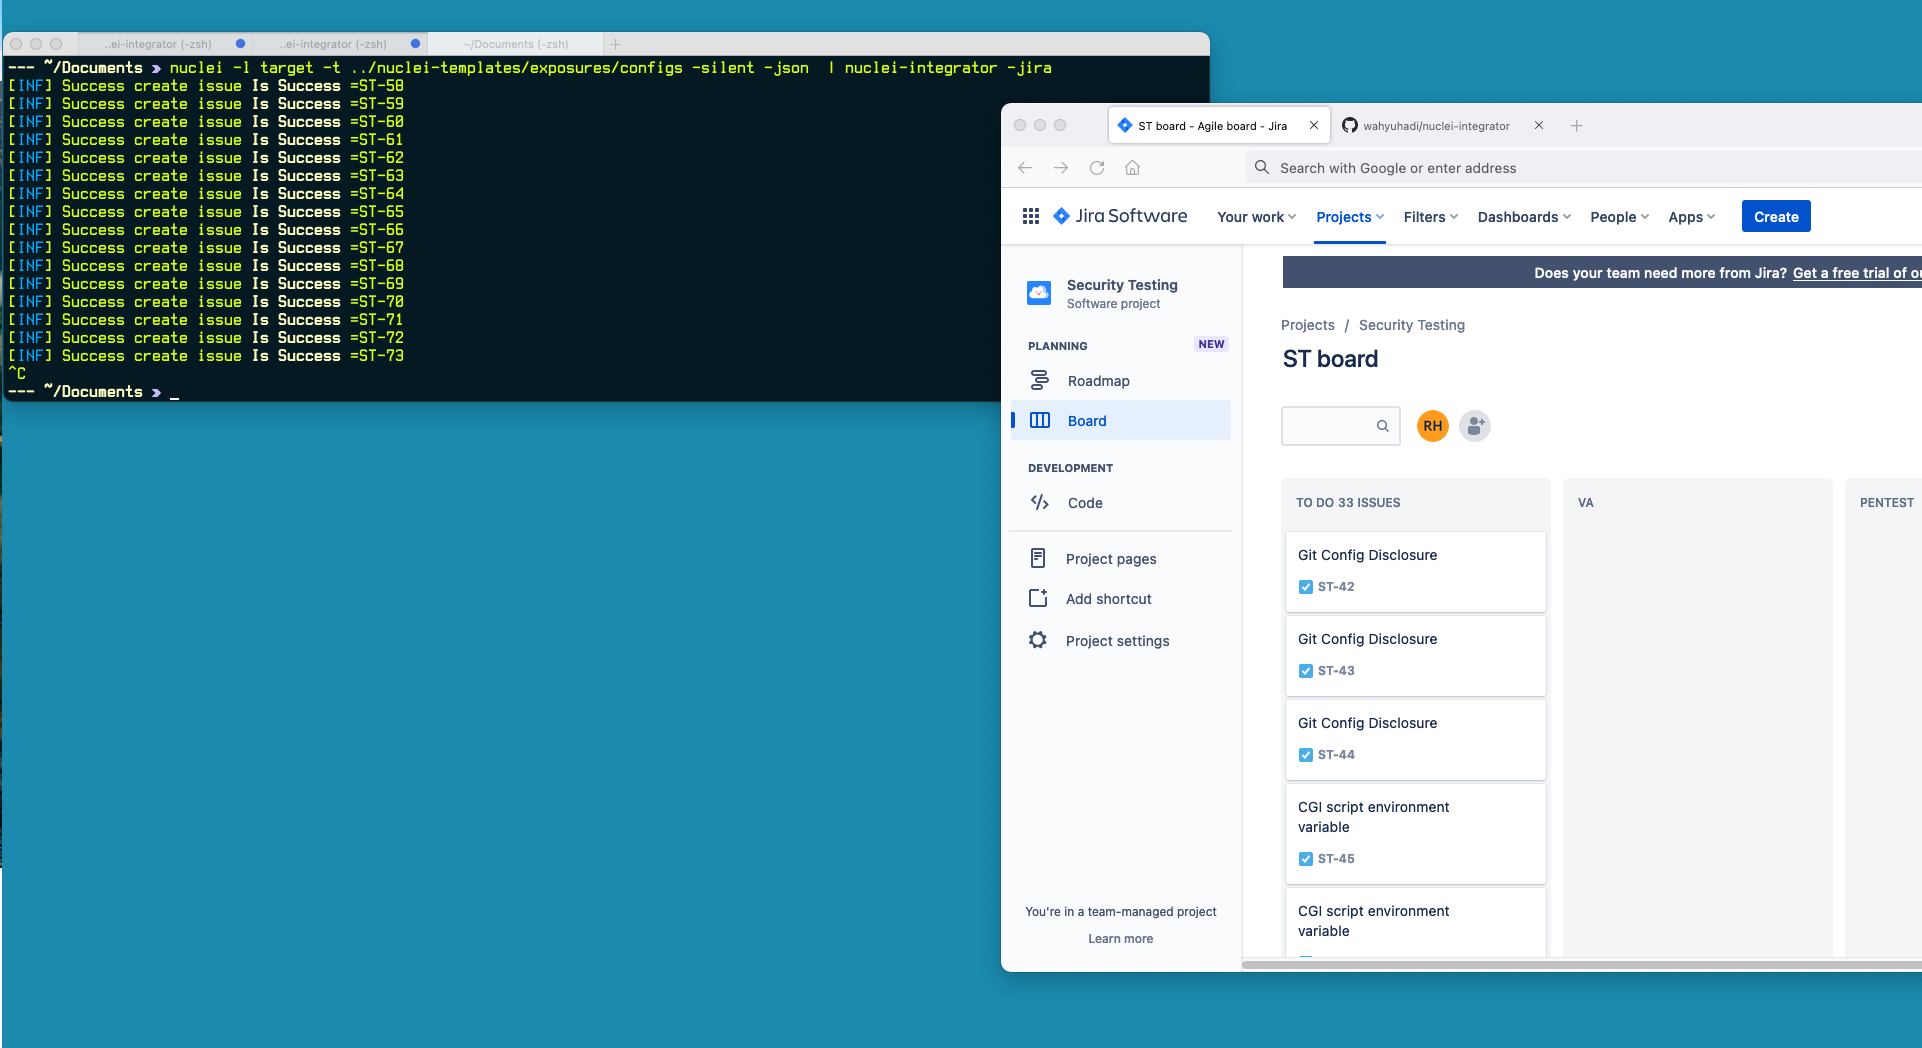 ..ei-integrator (-zsh)
..ei-integrator (-zsh)
~/Documents (-zsh)
--- ~/Documents » nuclei -l target -t ../nuclei-templates/exposures/configs -silent -json  | nuclei-integrator -jira
[INF] Success create issue Is Success =ST-58
[INF] Success create issue Is Success =ST-59
[INF] Success create issue Is Success =ST-60
[INF] Success create issue Is Success =ST-61
[INF] Success create issue Is Success =ST-62
[INF] Success create issue Is Success =ST-63
[INF] Success create issue Is Success =ST-64
[INF] Success create issue Is Success =ST-65
[INF] Success create issue Is Success =ST-66
[INF] Success create issue Is Success =ST-67
[INF] Success create issue Is Success =ST-68
[INF] Success create issue Is Success =ST-69
[INF] Success create issue Is Success =ST-70
[INF] Success create issue Is Success =ST-71
[INF] Success create issue Is Success =ST-72
[INF] Success create issue Is Success =ST-73
^C
--- ~/Documents » _
ST board - Agile board - Jira
wahyuhadi/nuclei-integrator
Search with Google or enter address
Jira Software
Your work
Projects
Filters
Dashboards
People
Apps
Create
Security Testing
Software project
PLANNING
NEW
Roadmap
Board
DEVELOPMENT
Code
Project pages
Add shortcut
Project settings
You're in a team-managed project
Learn more
Does your team need more from Jira? Get a free trial of ou
Projects / Security Testing
ST board
RH
TO DO 33 ISSUES
Git Config Disclosure
ST-42
Git Config Disclosure
ST-43
Git Config Disclosure
ST-44
CGI script environment
variable
ST-45
CGI script environment
variable
VA
PENTEST